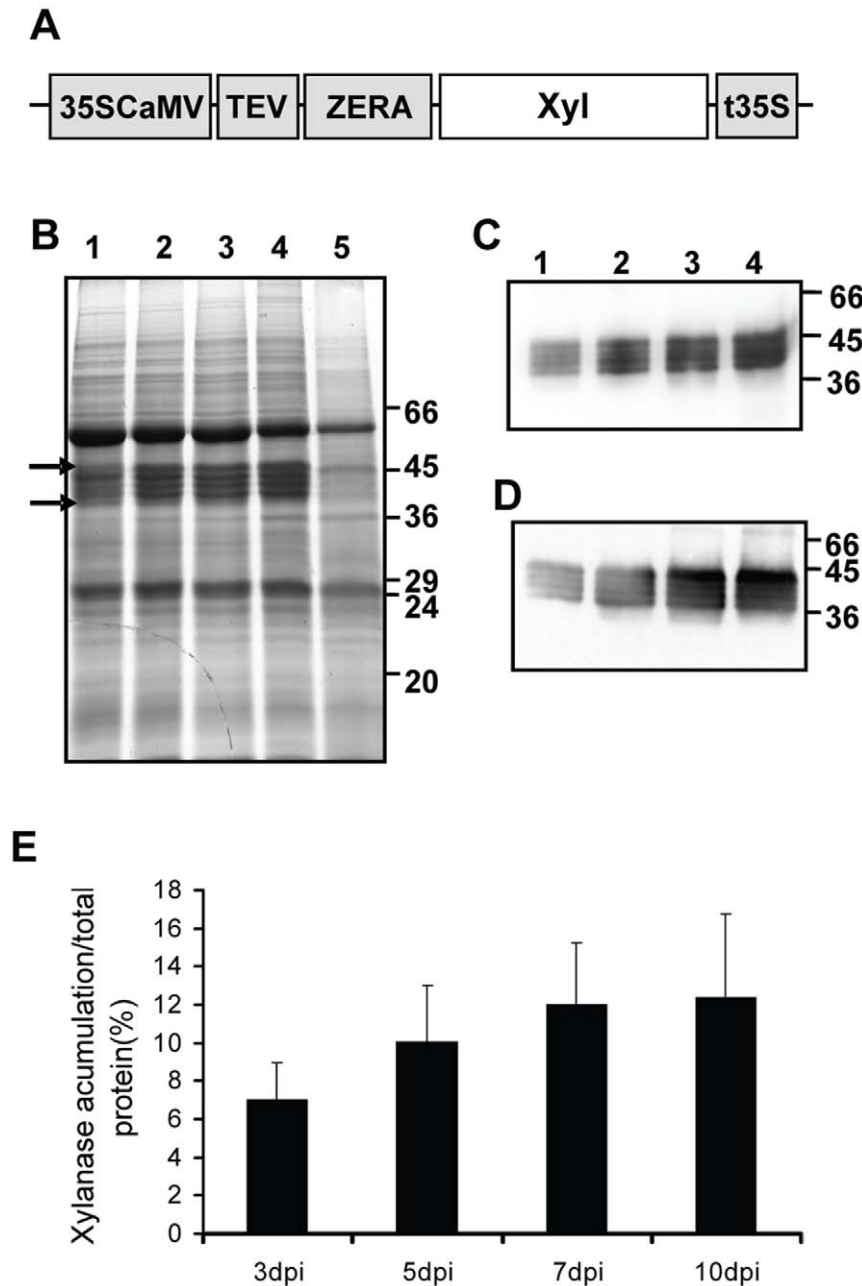 A
35SCaMV TEV ZERA Xyl t35S
B
1 2 3 4 5
66
45
36
29
24
20
C
1 2 3 4
66
45
36
D
66
45
36
E
Xylanase acumulation/total
protein(%)
18
16
14
12
10
8
6
4
2
0
3dpi 5dpi 7dpi 10dpi